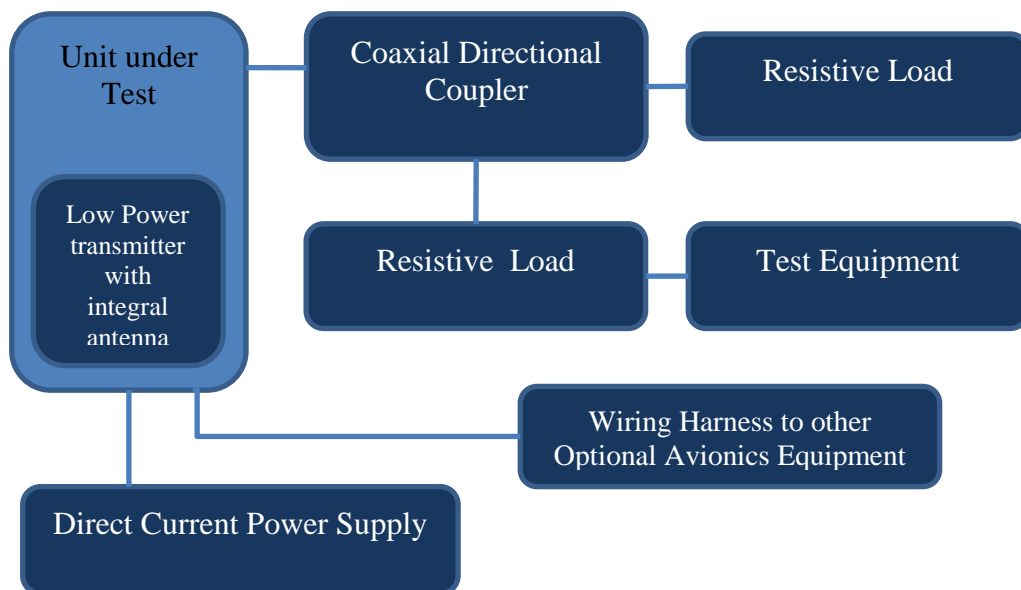 Unit under
Test
Coaxial Directional
Coupler
Resistive Load
Low Power
transmitter
with
integral
antenna
Resistive Load
Test Equipment
Wiring Harness to other
Optional Avionics Equipment
Direct Current Power Supply